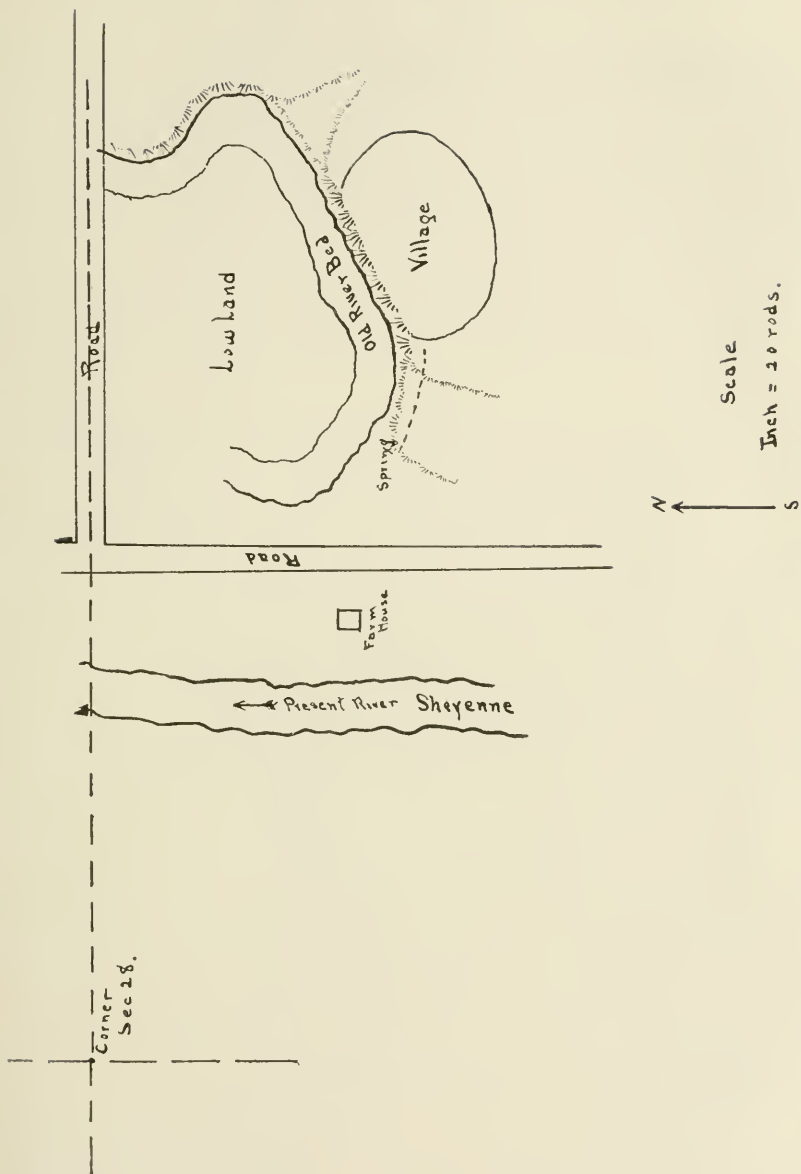 Road
Low Land
Old River Bed
Village
Spring
Road
Farm
House
Present River Sheyenne
Corner
Sec 28.
N
S
Scale
Inch = 20 rods.